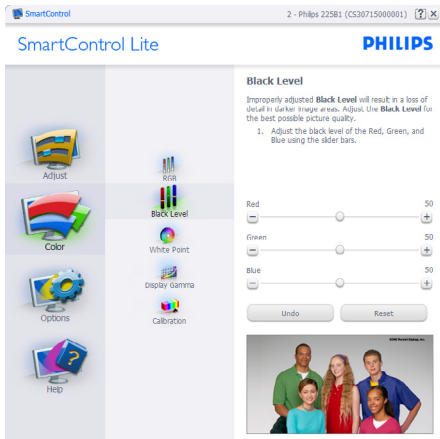 SmartControl
2 - Philips 225B1 (CS30715000001)
SmartControl Lite
PHILIPS
Adjust
Color
Options
Help
RGB
Black Level
White Point
Display Gamma
Calibration
Black Level
Improperly adjusted Black Level will result in a loss of
detail in darker image areas. Adjust the Black Level for
the best possible picture quality.
1. Adjust the black level of the Red, Green, and
Blue using the slider bars.
Red 50
Green 50
Blue 50
Undo Reset